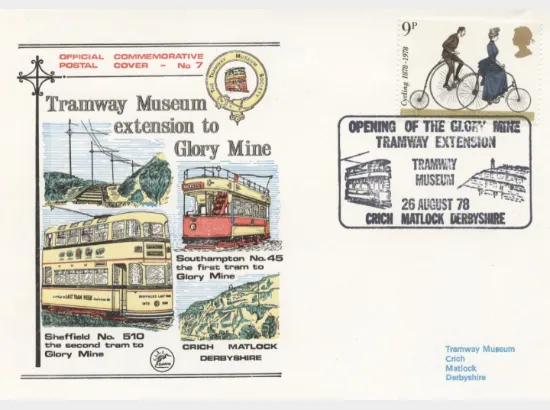 OFFICIAL COMMEMORATIVE
POSTAL COVER - No 7
Tramway Museum
extension to
Glory Mine
Southampton No. 45
the first tram to
Glory Mine
Sheffield No. 510
the second tram to
Glory Mine
CRICH MATLOCK
DERBYSHIRE
9P
Cycling 1878-1978
OPENING OF THE GLORY MINE
TRAMWAY EXTENSION
TRAMWAY
MUSEUM
26 AUGUST 78
CRICH MATLOCK DERBYSHIRE
Tramway Museum
Crich
Matlock
Derbyshire